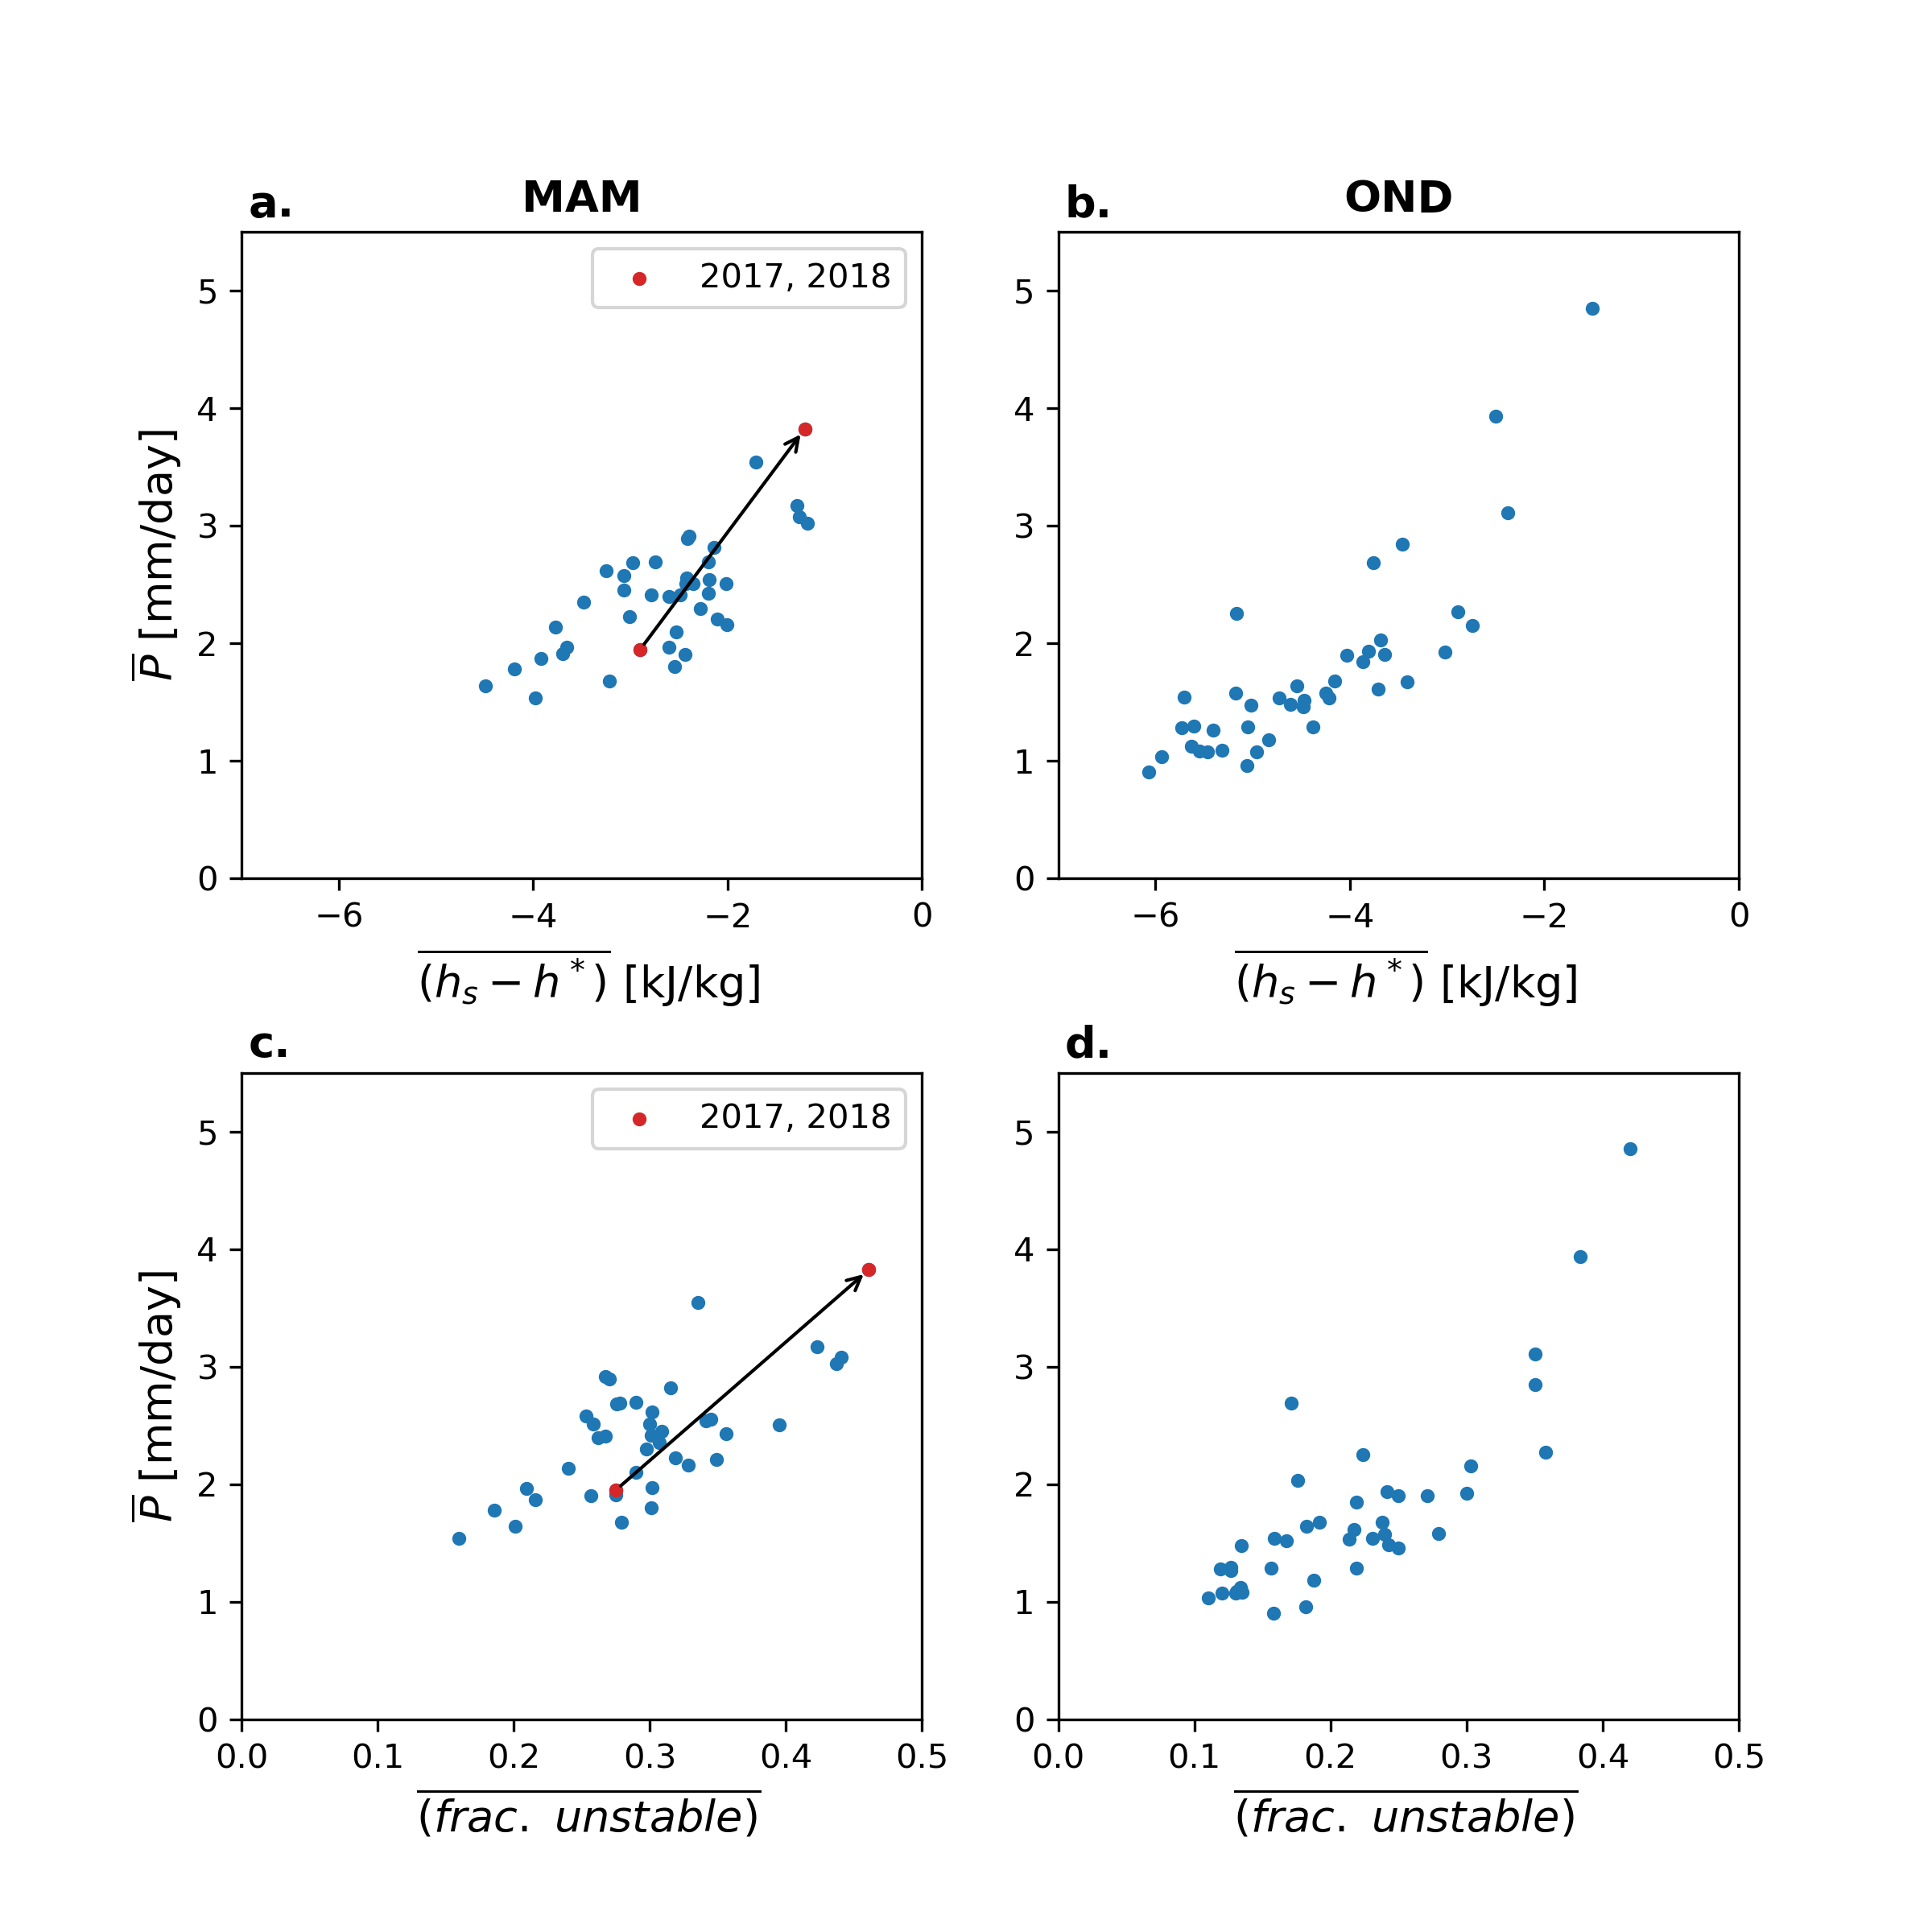 a. MAM
b. OND
2017, 2018
5
4
3
2
1
0
P̅ [mm/day]
−6 −4 −2 0
(hₛ − h*) [kJ/kg]
5
4
3
2
1
0
−6 −4 −2 0
(hₛ − h*) [kJ/kg]
c.
2017, 2018
5
4
3
2
1
0
P̅ [mm/day]
0.0 0.1 0.2 0.3 0.4 0.5
(frac. unstable)
d.
5
4
3
2
1
0
0.0 0.1 0.2 0.3 0.4 0.5
(frac. unstable)